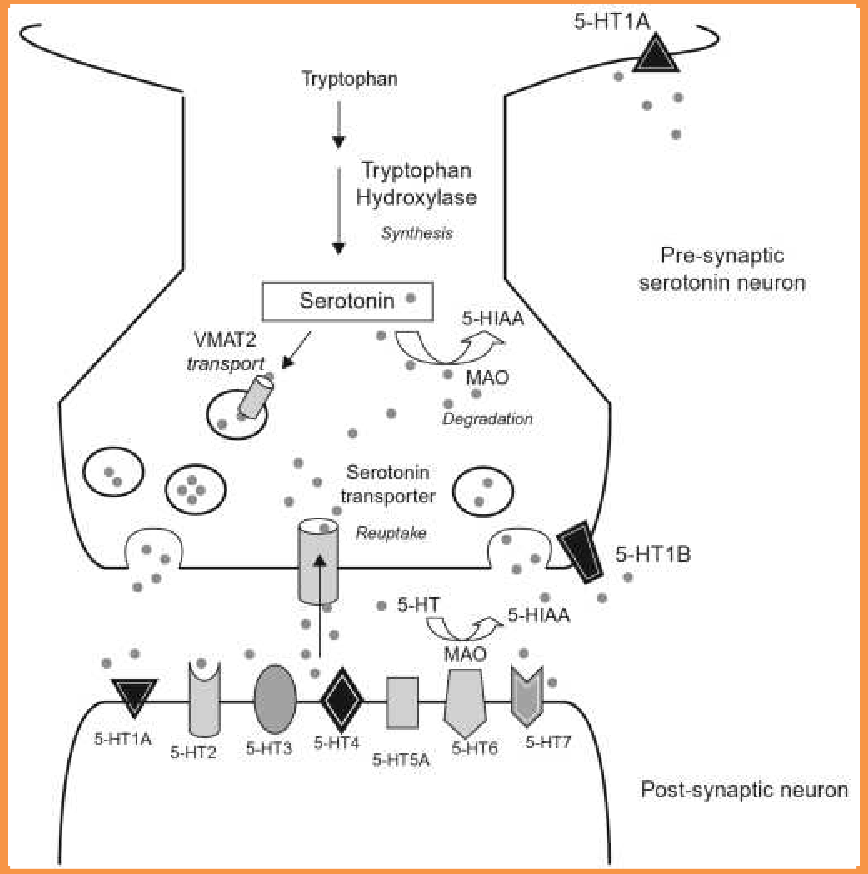 5-HT1A
Tryptophan
Tryptophan
Hydroxylase
Synthesis
Pre-synaptic
serotonin neuron
Serotonin
5-HIAA
VMAT2
transport
MAO
Degradation
Serotonin
transporter
Reuptake
5-HT1B
5-HT
5-HIAA
MAO
5-HT1A
5-HT2
5-HT3
5-HT4
5-HT5A
5-HT6
5-HT7
Post-synaptic neuron